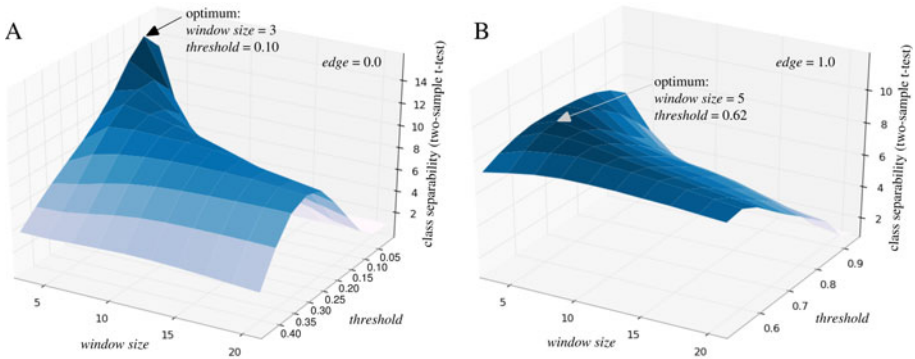 A
optimum:
window size = 3
threshold = 0.10
edge = 0.0
14
12
10
8
6
4
2
class separability (two-sample t-test)
0.05
0.10
0.15
0.20
0.25
0.30
0.35
0.40
threshold
5
10
15
20
window size
B
edge = 1.0
optimum:
window size = 5
threshold = 0.62
10
8
6
4
2
class separability (two-sample t-test)
0.9
0.8
0.7
0.6
threshold
5
10
15
20
window size